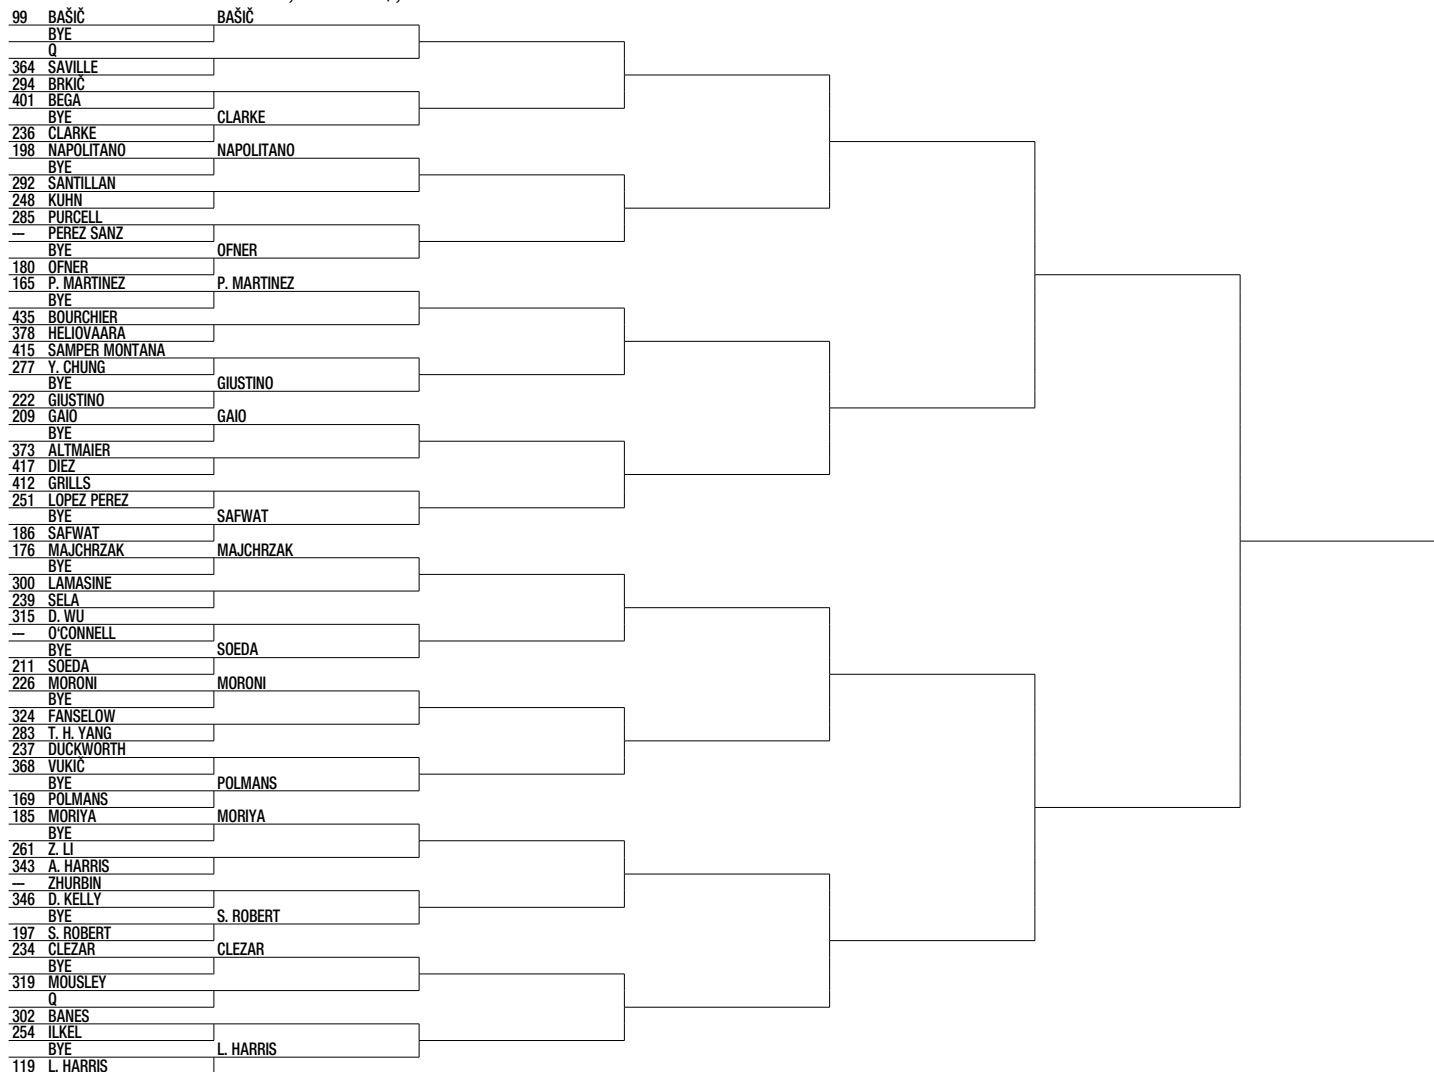 99 BAŠIČ BAŠIČ
BYE
Q
364 SAVILLE
294 BRKIČ
401 BEGA
BYE CLARKE
236 CLARKE
198 NAPOLITANO NAPOLITANO
BYE
292 SANTILLAN
248 KUHN
285 PURCELL
— PEREZ SANZ
BYE OFNER
180 OFNER
165 P. MARTINEZ P. MARTINEZ
BYE
435 BOURCHIER
378 HELIOVAARA
415 SAMPER MONTANA
277 Y. CHUNG
BYE GIUSTINO
222 GIUSTINO
209 GAIO GAIO
BYE
373 ALTMAIER
417 DIEZ
412 GRILLS
251 LOPEZ PEREZ
BYE SAFWAT
186 SAFWAT
176 MAJCHRZAK MAJCHRZAK
BYE
300 LAMASINE
239 SELA
315 D. WU
— O'CONNELL
BYE SOEDA
211 SOEDA
226 MORONI MORONI
BYE
324 FANSELOW
283 T. H. YANG
237 DUCKWORTH
368 VUKIČ
BYE POLMANS
169 POLMANS
185 MORIYA MORIYA
BYE
261 Z. LI
343 A. HARRIS
— ZHURBIN
346 D. KELLY
BYE S. ROBERT
197 S. ROBERT
234 CLEZAR CLEZAR
BYE
319 MOUSLEY
Q
302 BANES
254 ILKEL
BYE L. HARRIS
119 L. HARRIS